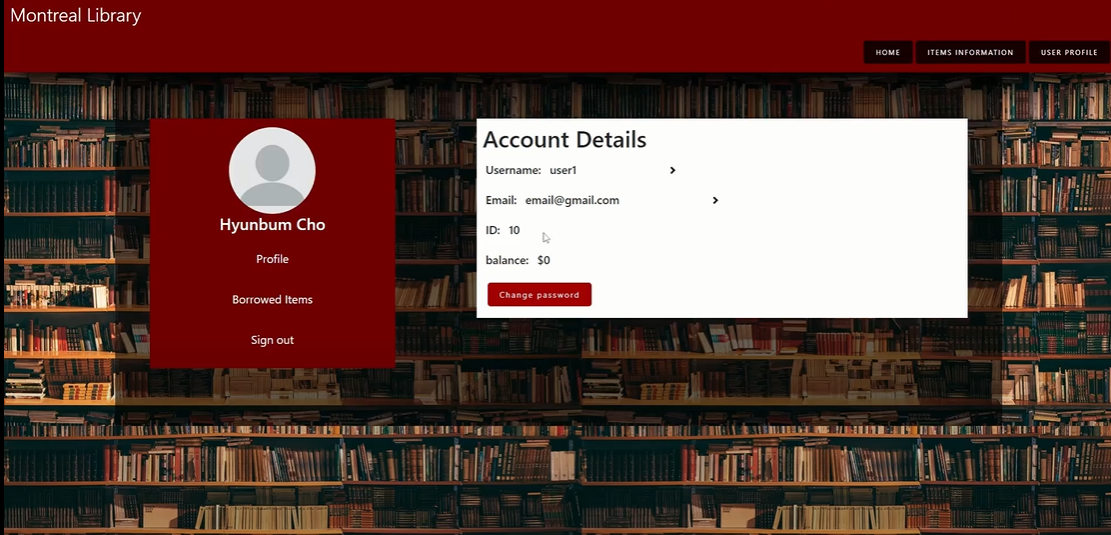 Montreal Library
HOME ITEMS INFORMATION USER PROFILE
Hyunbum Cho
Profile
Borrowed Items
Sign out
Account Details
Username: user1
Email: email@gmail.com
ID: 10
balance: $0
Change password